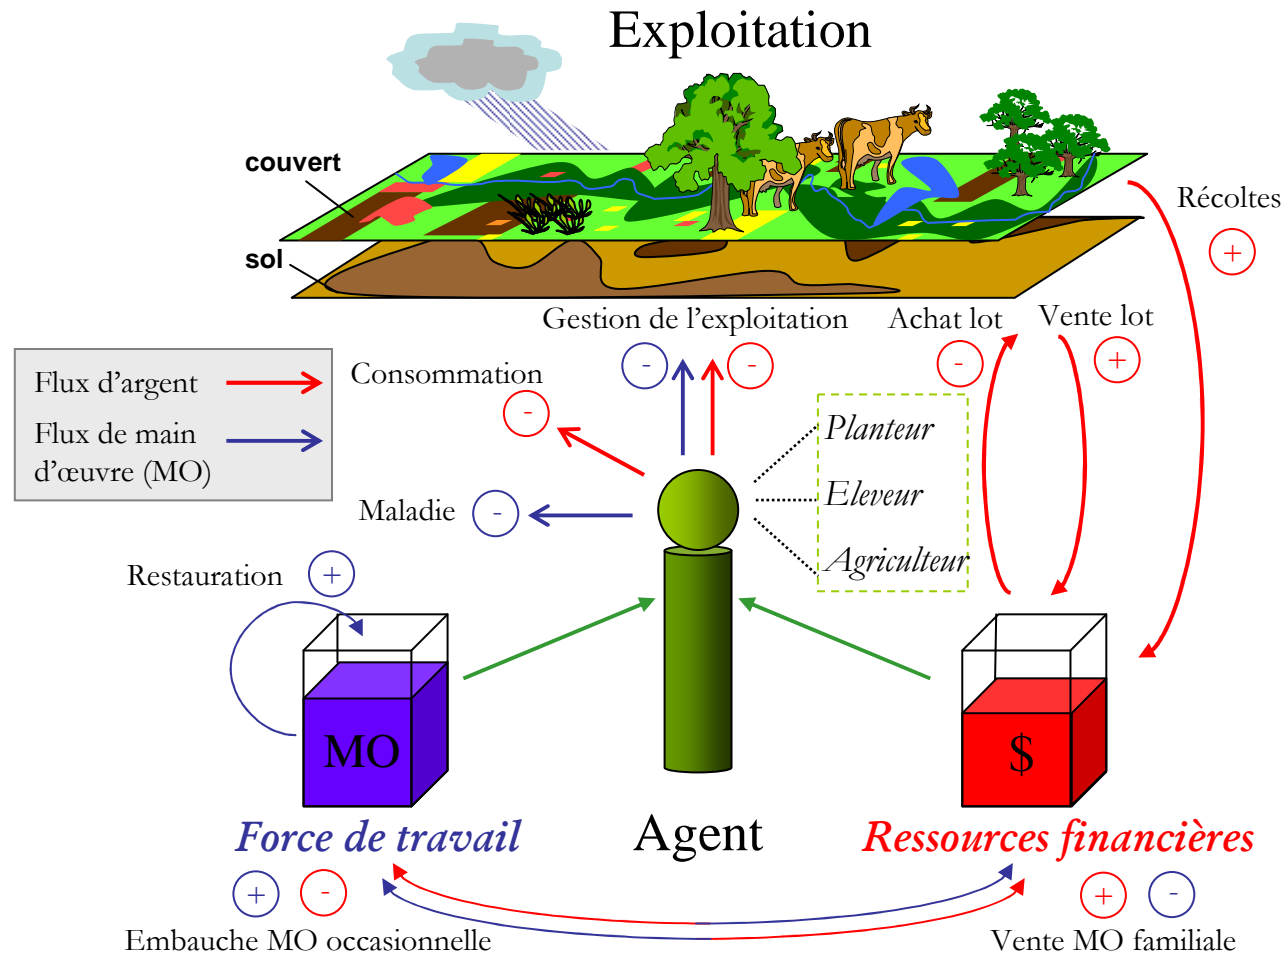 Exploitation
couvert
sol
Récoltes
+
Gestion de l'exploitation
Achat lot
Vente lot
-
-
-
+
Flux d'argent
Flux de main
d'œuvre (MO)
Consommation
-
Maladie
-
Planteur
Eleveur
Agriculteur
Restauration
+
MO
$
Force de travail
Agent
Ressources financières
+
-
+
-
Embauche MO occasionnelle
Vente MO familiale